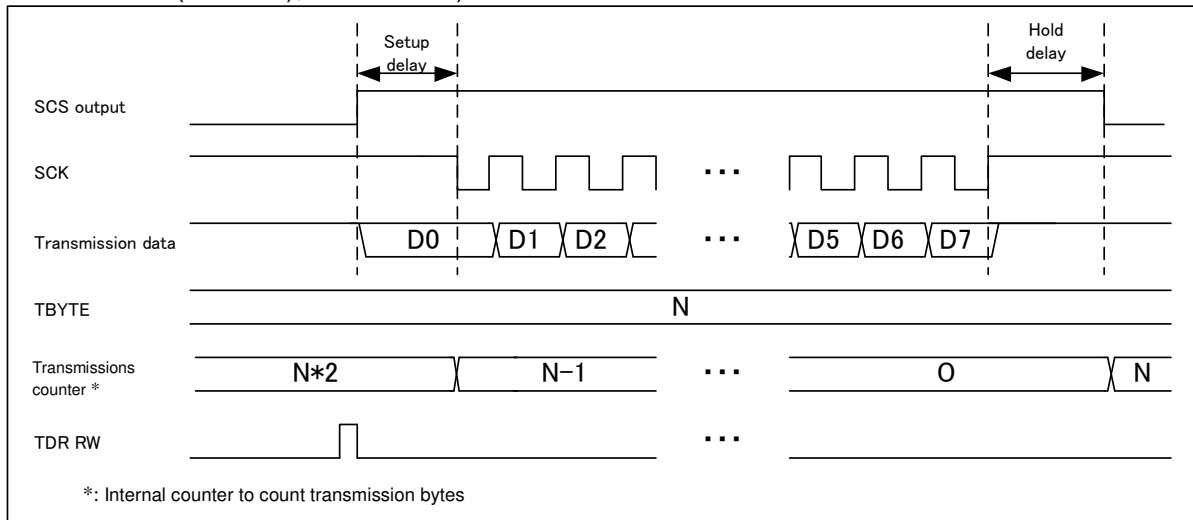 Setup
delay
Hold
delay
SCS output
SCK
...
Transmission data
D0 D1 D2 ... D5 D6 D7
TBYTE
N
Transmissions
counter *
N*2 N-1 ... O N
TDR RW
...
*: Internal counter to count transmission bytes